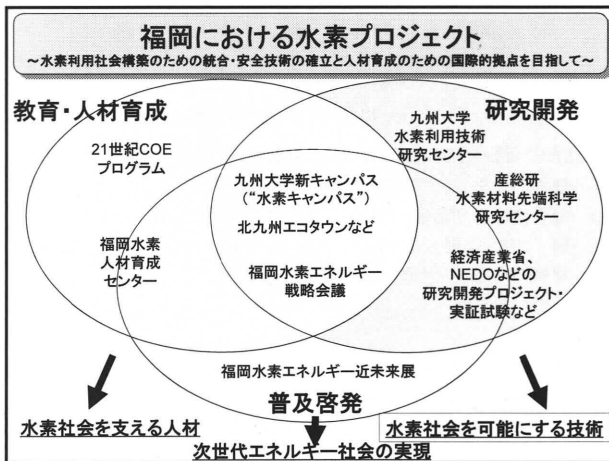 福岡における水素プロジェクト
～水素利用社会構築のための統合・安全技術の確立と人材育成のための国際的拠点を目指して～
教育・人材育成
研究開発
21世紀COE
プログラム
九州大学
水素利用技術
研究センター
九州大学新キャンパス
(“水素キャンパス”)
北九州エコタウンなど
福岡水素エネルギー
戦略会議
産総研
水素材料先端科学
研究センター
福岡水素
人材育成
センター
経済産業省、
NEDOなどの
研究開発プロジェクト・
実証試験など
福岡水素エネルギー近未来展
普及啓発
水素社会を支える人材
水素社会を可能にする技術
次世代エネルギー社会の実現